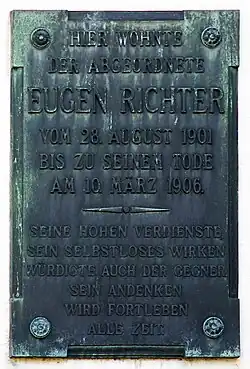 HIER WOHNTE
DER ABGEORDNETE
EUGEN RICHTER
VOM 28. AUGUST 1901
BIS ZU SEINEM TODE
AM 10. MÄRZ 1906.
SEINE HOHEN VERDIENSTE,
SEIN SELBSTLOSES WIRKEN
WÜRDIGTE AUCH DER GEGNER.
SEIN ANDENKEN
WIRD FORTLEBEN
ALLE ZEIT.